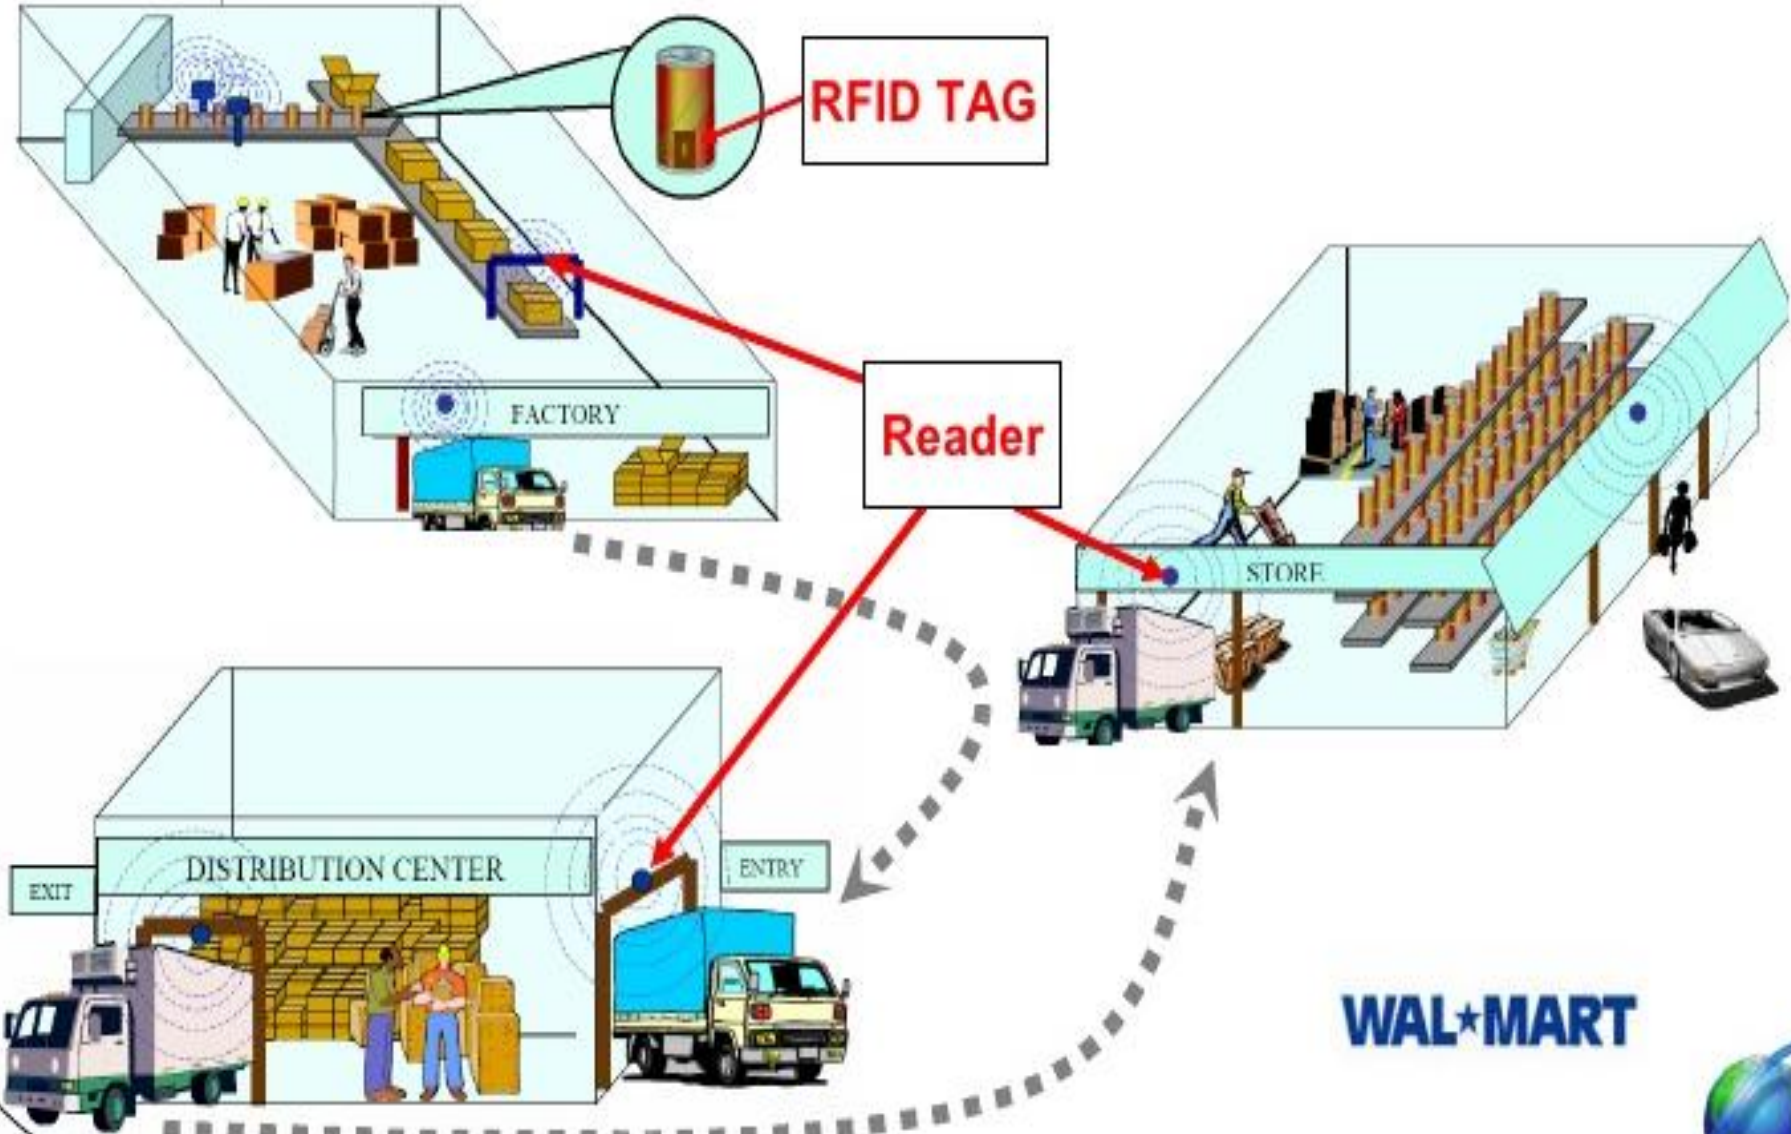 RFID TAG
FACTORY
Reader
STORE
DISTRIBUTION CENTER
ENTRY
EXIT
WAL★MART